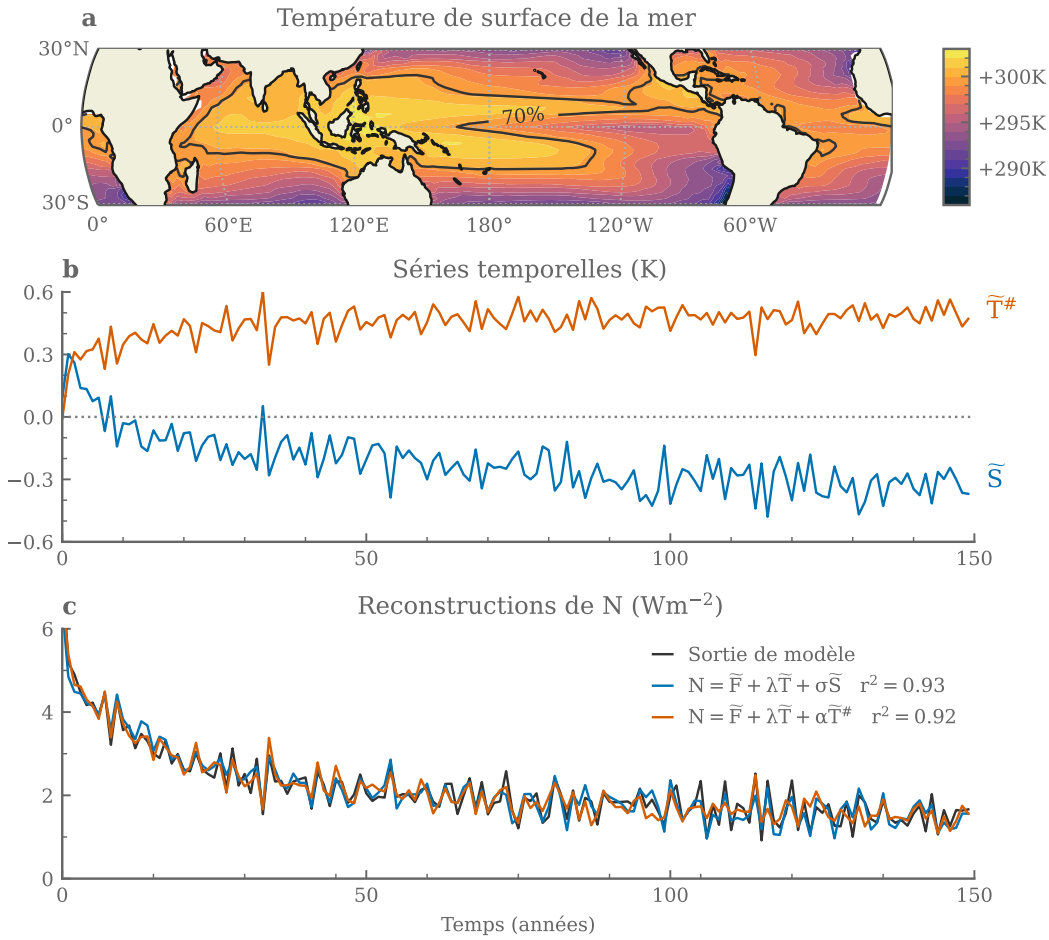 a Température de surface de la mer
30°N
0°
30°S
70%
0° 60°E 120°E 180° 120°W 60°W
+300K
+295K
+290K
b Séries temporelles (K)
0.6
0.3
0.0
−0.3
−0.6
T̃#
S̃
0 50 100 150
c Reconstructions de N (Wm⁻²)
6
4
2
0
Sortie de modèle
N = F̃ + λT̃ + σS̃ r² = 0.93
N = F̃ + λT̃ + αT̃# r² = 0.92
0 50 100 150
Temps (années)